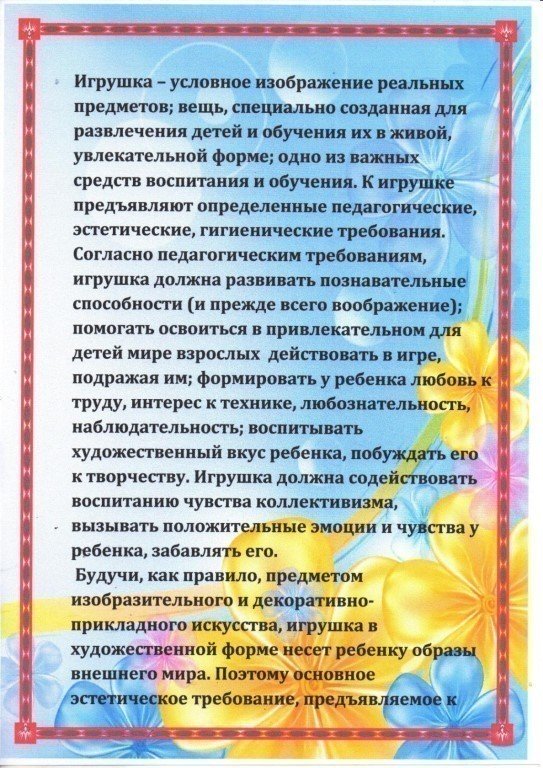 Игрушка – условное изображение реальных
предметов; вещь, специально созданная для
развлечения детей и обучения их в живой,
увлекательной форме; одно из важных
средств воспитания и обучения. К игрушке
предъявляют определенные педагогические,
эстетические, гигиенические требования.
Согласно педагогическим требованиям,
игрушка должна развивать познавательные
способности (и прежде всего воображение);
помогать освоиться в привлекательном для
детей мире взрослых действовать в игре,
подражая им; формировать у ребенка любовь к
труду, интерес к технике, любознательность,
наблюдательность; воспитывать
художественный вкус ребенка, побуждать его
к творчеству. Игрушка должна содействовать
воспитанию чувства коллективизма,
вызывать положительные эмоции и чувства у
ребенка, забавлять его.
Будучи, как правило, предметом
изобразительного и декоративно-
прикладного искусства, игрушка в
художественной форме несет ребенку образы
внешнего мира. Поэтому основное
эстетическое требование, предъявляемое к